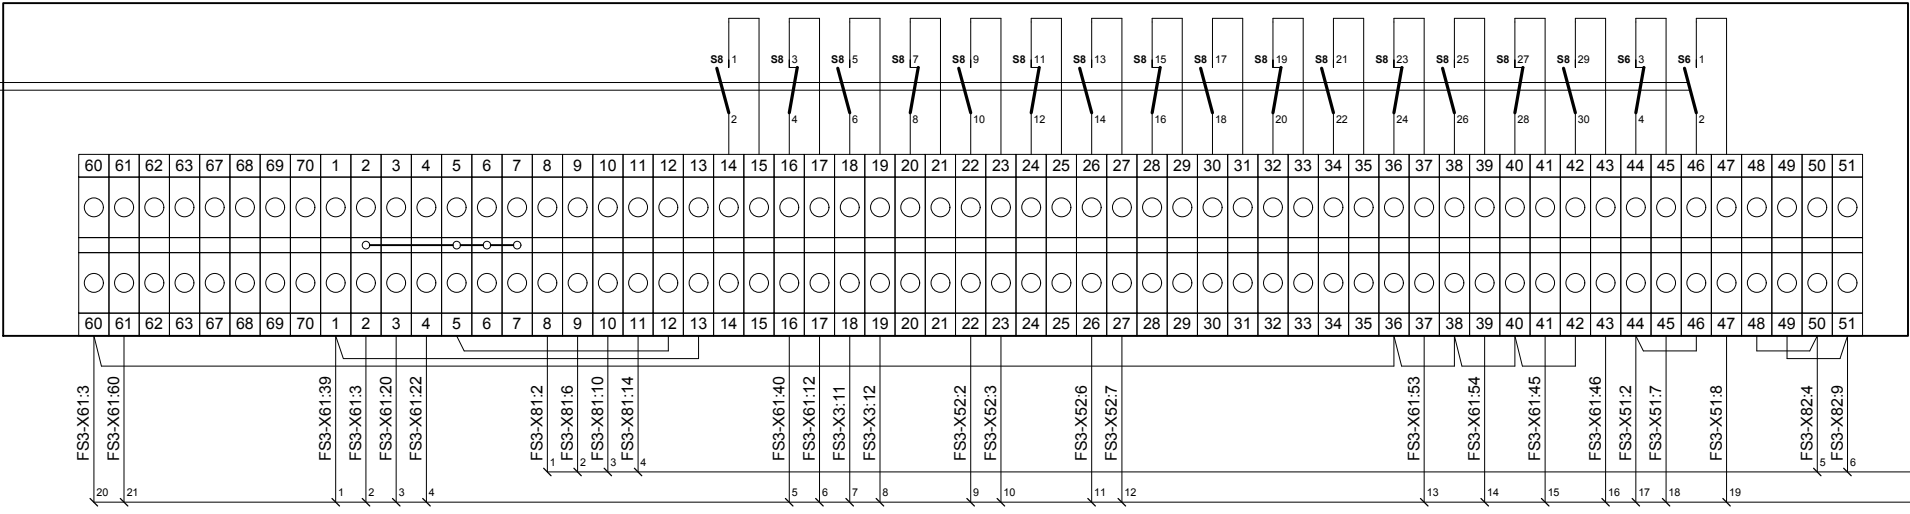 S8 1 S8 3 S8 5 S8 7 S8 9 S8 11 S8 13 S8 15 S8 17 S8 19 S8 21 S8 23 S8 25 S8 27 S8 29 S6 3 S6 1
2 4 6 8 10 12 14 16 18 20 22 24 26 28 30 4 2
60 61 62 63 67 68 69 70 1 2 3 4 5 6 7 8 9 10 11 12 13 14 15 16 17 18 19 20 21 22 23 24 25 26 27 28 29 30 31 32 33 34 35 36 37 38 39 40 41 42 43 44 45 46 47 48 49 50 51
60 61 62 63 67 68 69 70 1 2 3 4 5 6 7 8 9 10 11 12 13 14 15 16 17 18 19 20 21 22 23 24 25 26 27 28 29 30 31 32 33 34 35 36 37 38 39 40 41 42 43 44 45 46 47 48 49 50 51
FS3-X61:3
FS3-X61:60
FS3-X61:39
FS3-X61:3
FS3-X61:20
FS3-X61:22
FS3-X81:2
FS3-X81:6
FS3-X81:10
FS3-X81:14
FS3-X61:40
FS3-X61:12
FS3-X3:11
FS3-X3:12
FS3-X52:2
FS3-X52:3
FS3-X52:6
FS3-X52:7
FS3-X61:53
FS3-X61:54
FS3-X61:45
FS3-X61:46
FS3-X51:2
FS3-X51:7
FS3-X51:8
FS3-X82:4
FS3-X82:9
1 2 3 4 5 6
20 21 1 2 3 4 5 6 7 8 9 10 11 12 13 14 15 16 17 18 19